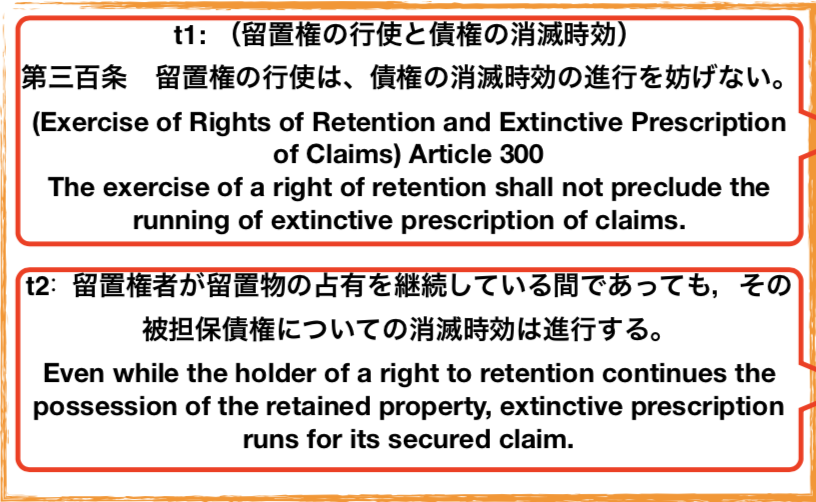 t1: （留置権の行使と債権の消滅時効）
第三百条　留置権の行使は、債権の消滅時効の進行を妨げない。
(Exercise of Rights of Retention and Extinctive Prescription
of Claims) Article 300
The exercise of a right of retention shall not preclude the
running of extinctive prescription of claims.
t2: 留置権者が留置物の占有を継続している間であっても，その
被担保債権についての消滅時効は進行する。
Even while the holder of a right to retention continues the
possession of the retained property, extinctive prescription
runs for its secured claim.